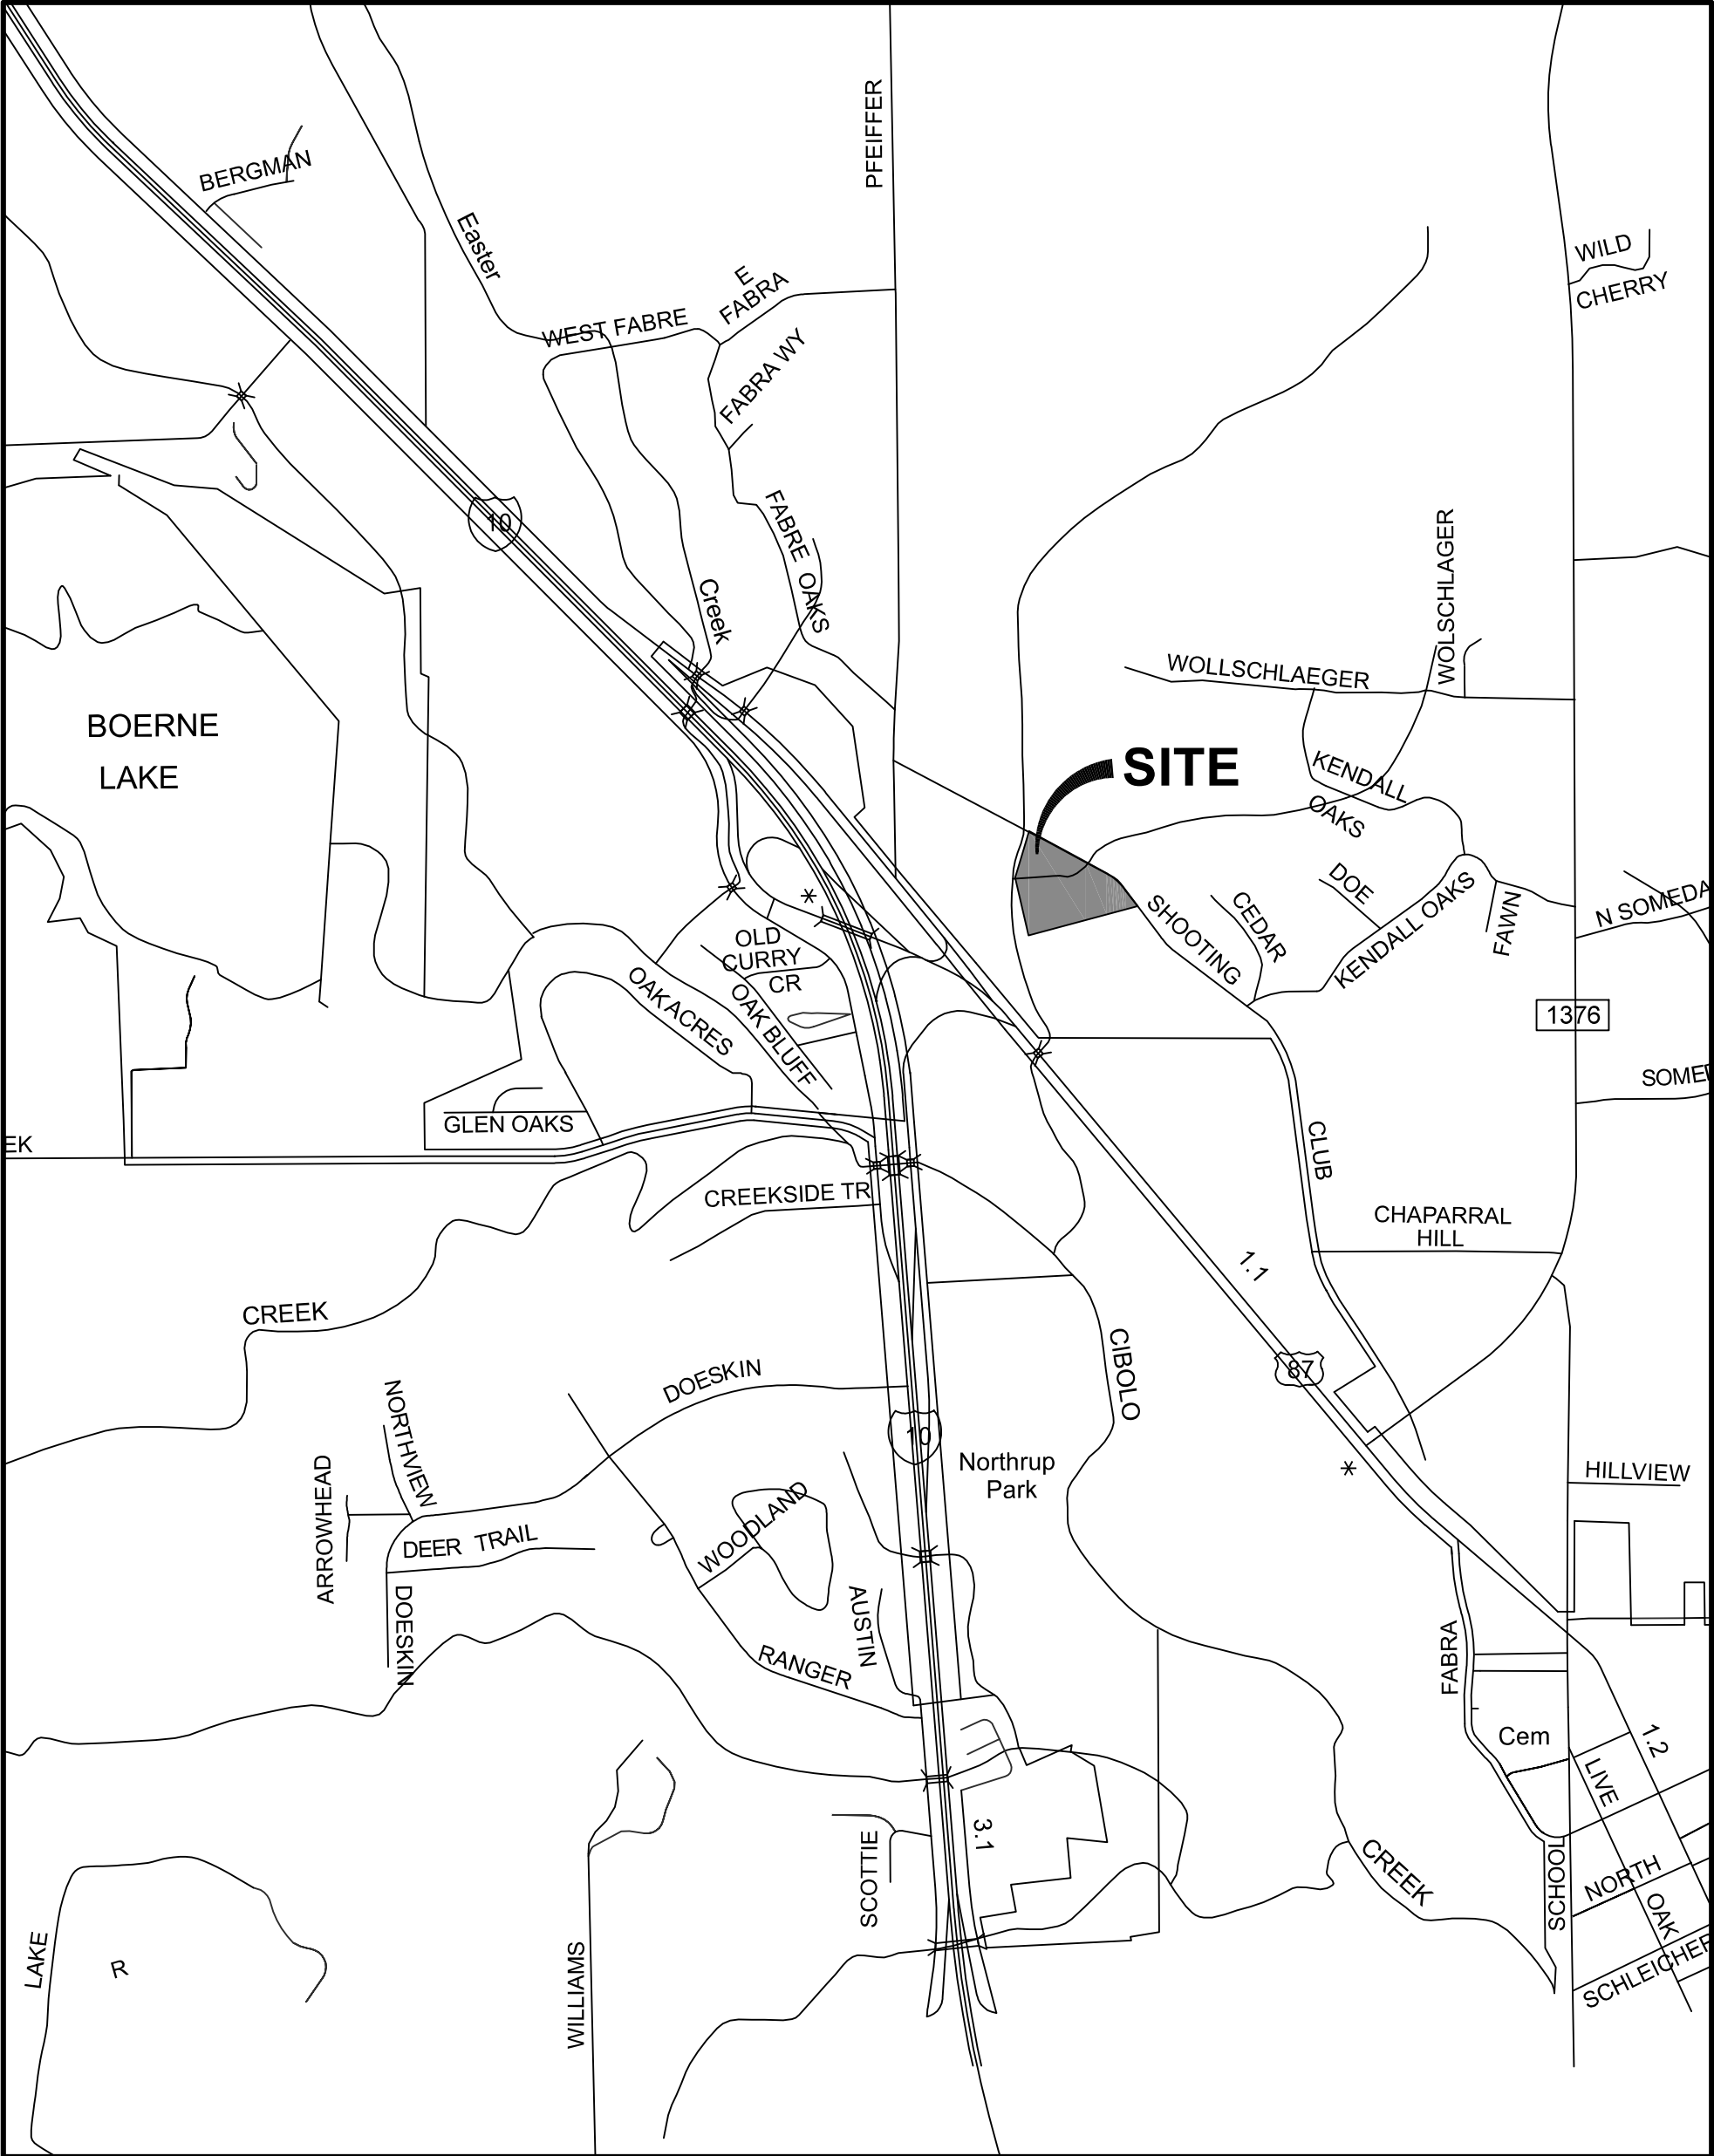 PFEIFFER
BERGMAN
Easter
WILD
CHERRY
E
FABRA
WEST FABRE
FABRA WY
10
FABRE OAKS
WOLSCHLAGER
Creek
WOLLSCHLAEGER
BOERNE
LAKE
SITE
KENDALL
OAKS
DOE
CEDAR
KENDALL OAKS
FAWN
N SOMEDA
SHOOTING
OLD
CURRY
CR
OAK ACRES
OAK BLUFF
1376
SOMED
GLEN OAKS
EK
CLUB
CREEKSIDE TR
CHAPARRAL
HILL
1.1
CREEK
CIBOLO
87
DOESKIN
NORTHVIEW
10
Northrup
Park
ARROWHEAD
HILLVIEW
WOODLAND
DEER TRAIL
DOESKIN
AUSTIN
RANGER
FABRA
Cem
1.2
LIVE
3.1
SCOTTIE
CREEK
SCHOOL
NORTH
OAK
SCHLEICHER
LAKE
R
WILLIAMS